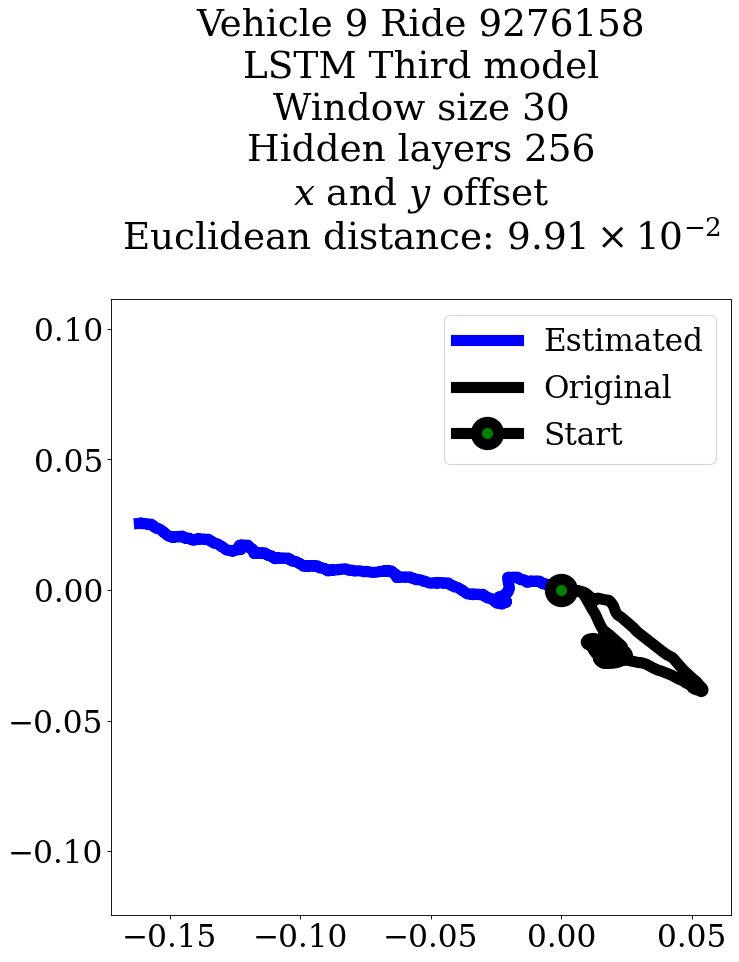 Vehicle 9 Ride 9276158
LSTM Third model
Window size 30
Hidden layers 256
x and y offset
Euclidean distance: 9.91 × 10⁻²
Estimated
Original
Start
0.10
0.05
0.00
−0.05
−0.10
−0.15 −0.10 −0.05 0.00 0.05